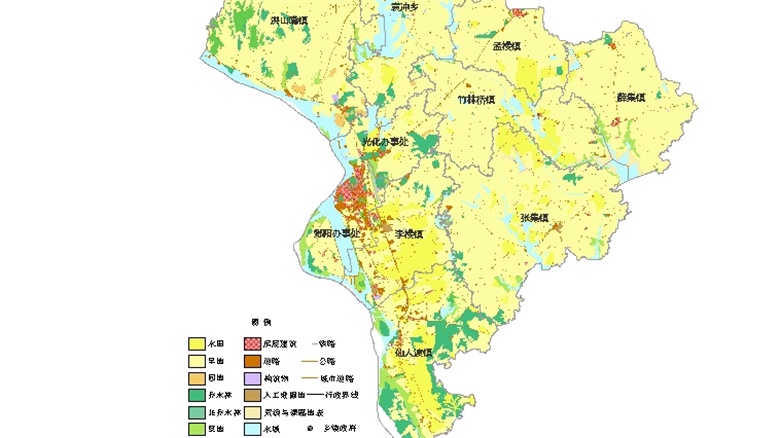 袁冲乡
洪山嘴镇
孟楼镇
竹林桥镇
薛集镇
光化办事处
张集镇
酂阳办事处
李楼镇
仙人渡镇
图 例
水田
房屋建筑
铁路
旱地
道路
公路
园地
构筑物
城市道路
乔木林
人工堆掘地
行政界线
非乔木林
荒漠与裸露地表
草地
水域
乡镇政府